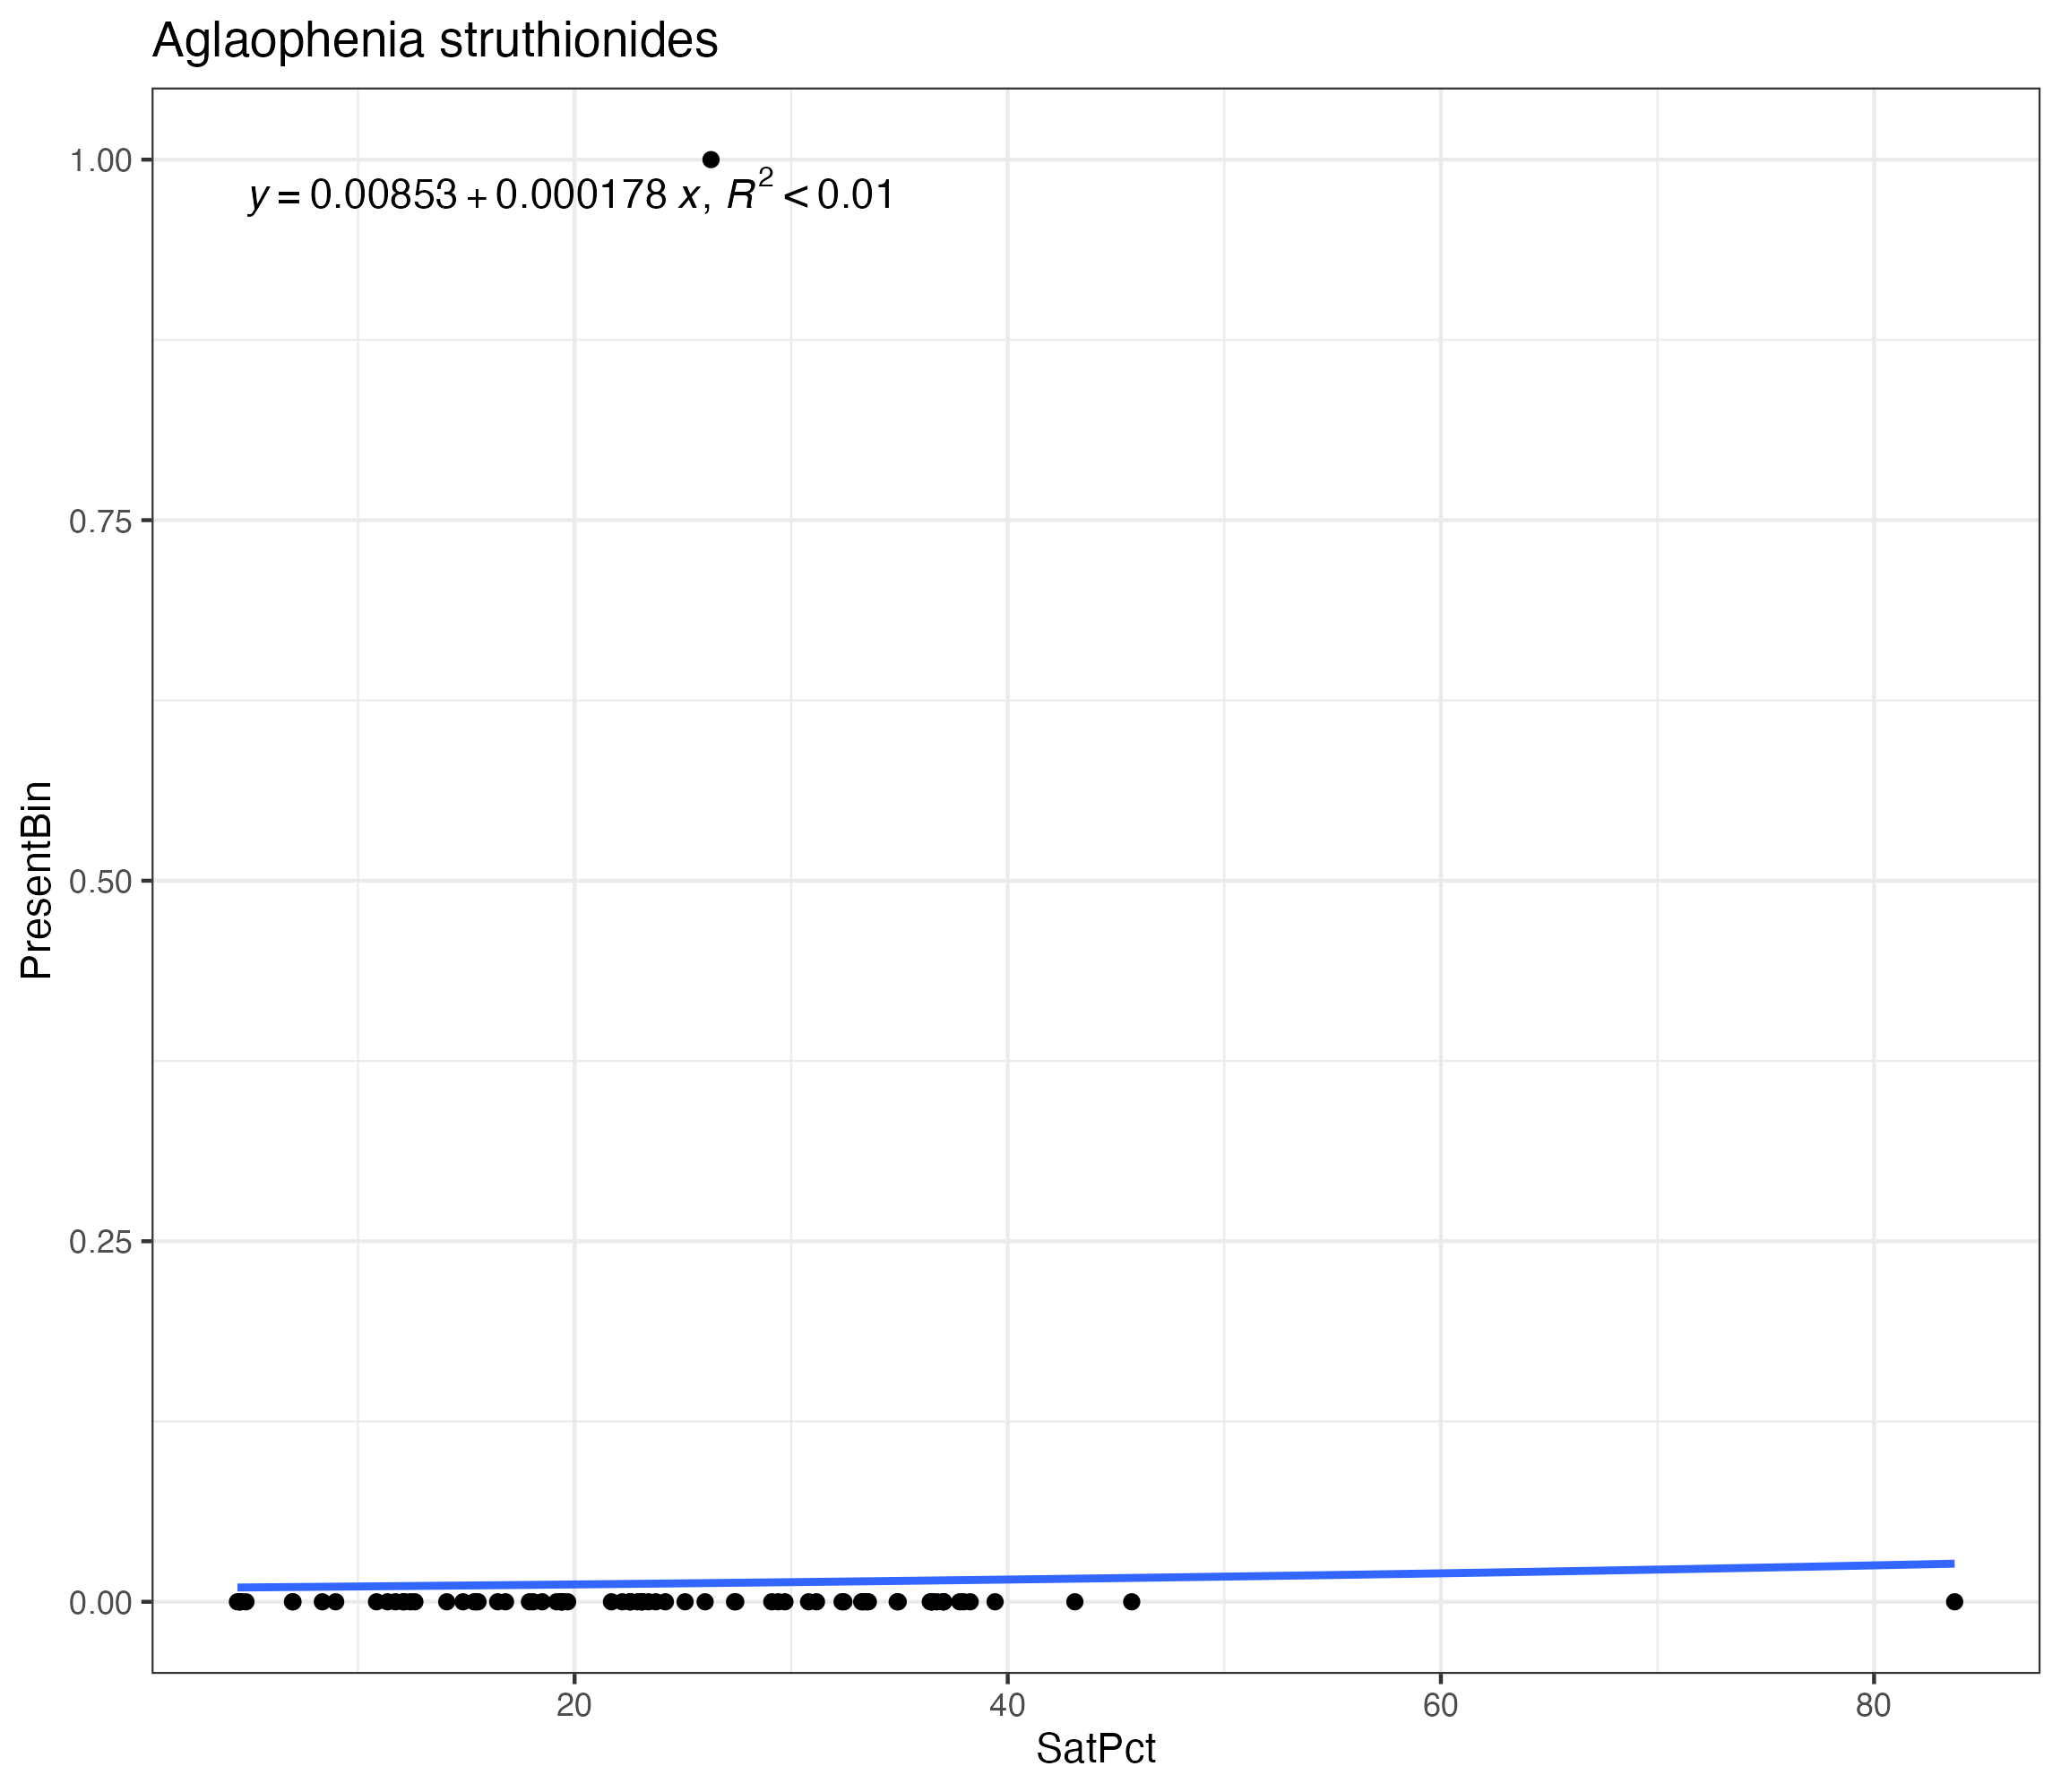 Aglaophenia struthionides
1.00
y = 0.00853 + 0.000178 x, R² < 0.01
0.75
0.50
0.25
0.00
PresentBin
20 40 60 80
SatPct